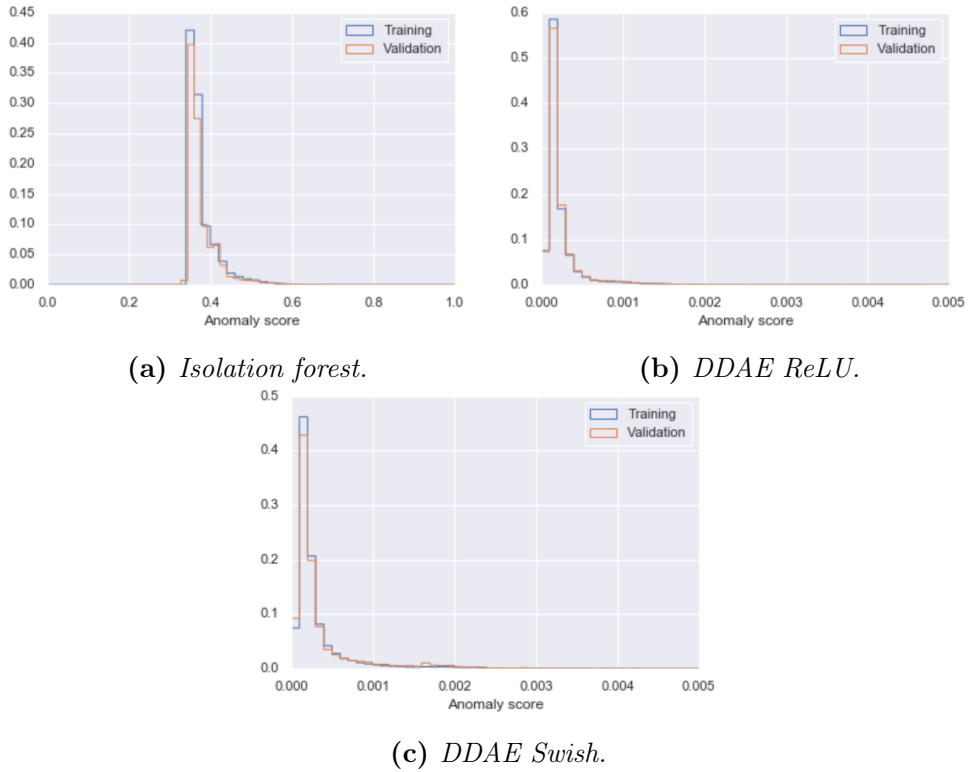 0.45
0.40
0.35
0.30
0.25
0.20
0.15
0.10
0.05
0.00
0.0 0.2 0.4 0.6 0.8 1.0
Anomaly score
Training
Validation
(a) Isolation forest.
0.6
0.5
0.4
0.3
0.2
0.1
0.0
0.000 0.001 0.002 0.003 0.004 0.005
Anomaly score
Training
Validation
(b) DDAE ReLU.
0.5
0.4
0.3
0.2
0.1
0.0
0.000 0.001 0.002 0.003 0.004 0.005
Anomaly score
Training
Validation
(c) DDAE Swish.